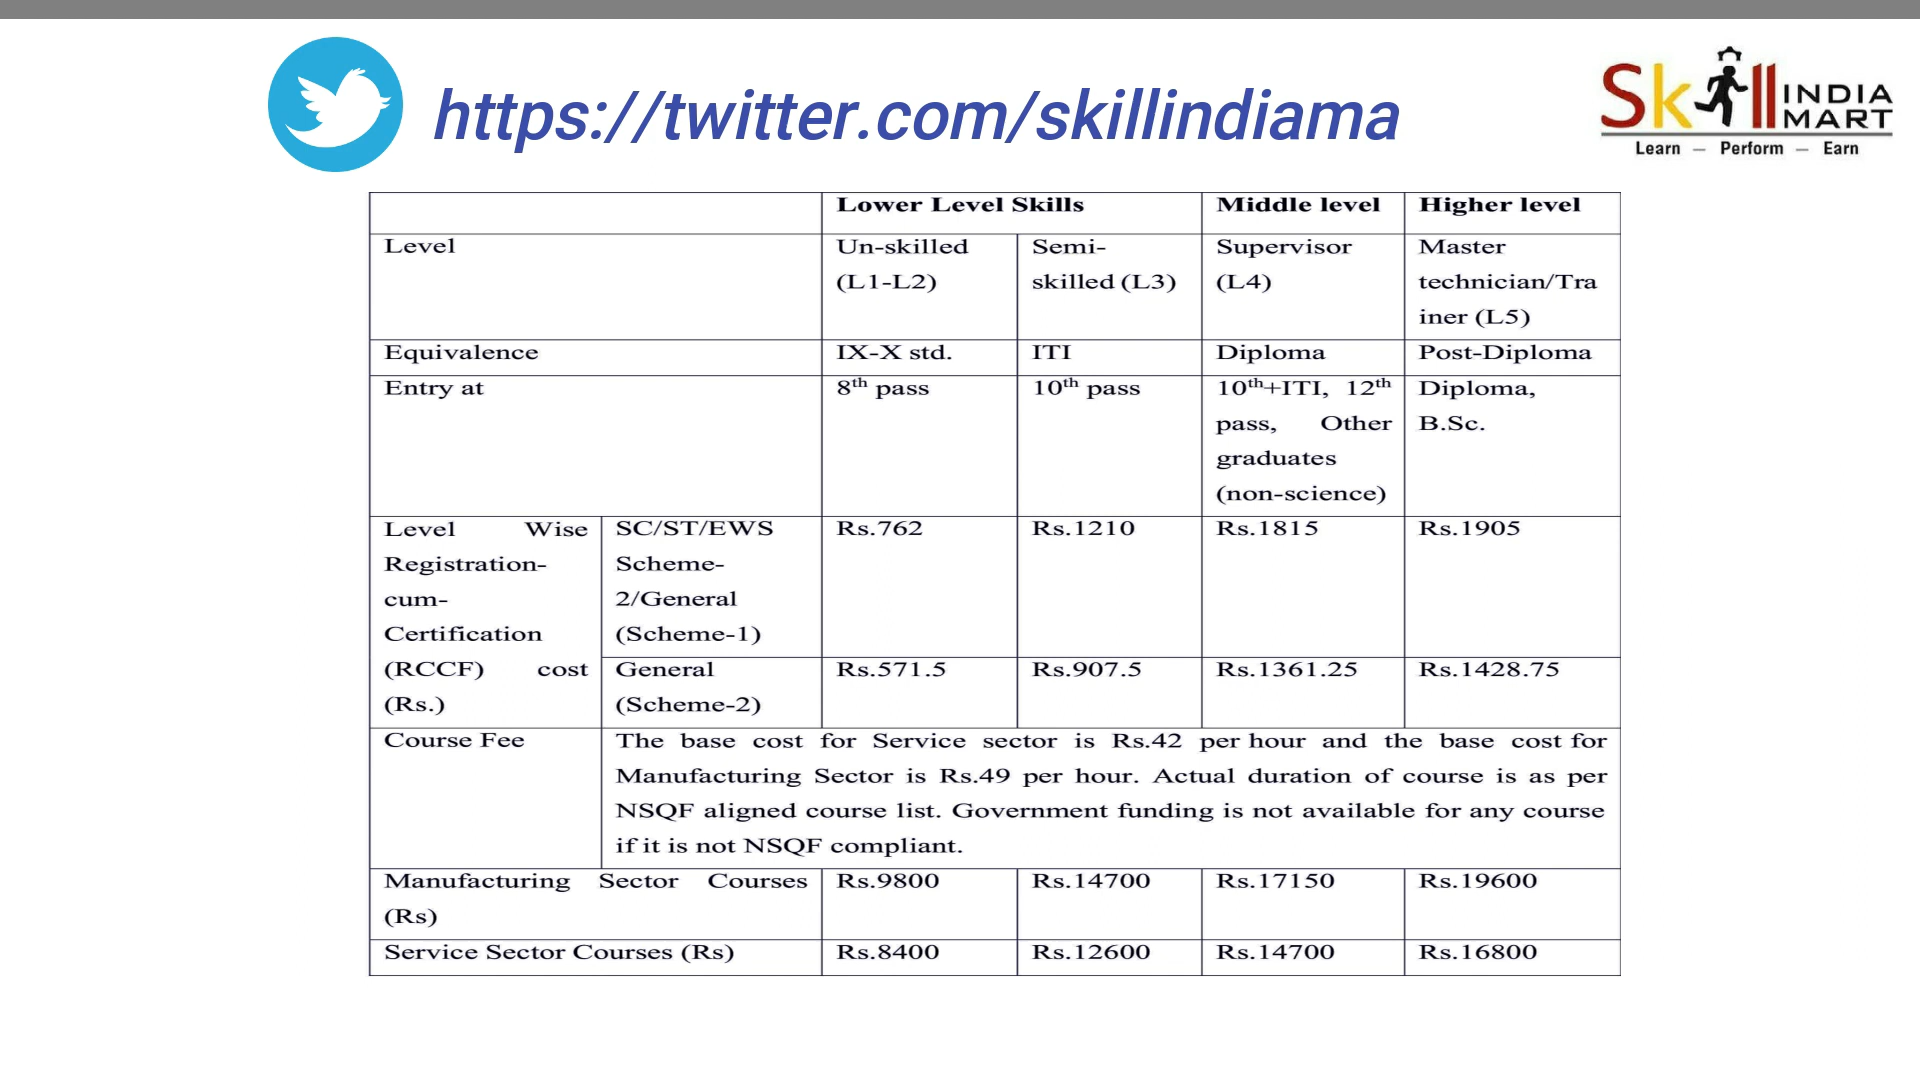 https://twitter.com/skillindiama
Skill INDIA MART
Learn — Perform — Earn
Lower Level Skills Middle level Higher level
Level Un-skilled (L1-L2) Semi-skilled (L3) Supervisor (L4) Master technician/Trainer (L5)
Equivalence IX-X std. ITI Diploma Post-Diploma
Entry at 8th pass 10th pass 10th+ITI, 12th pass, Other graduates (non-science) Diploma, B.Sc.
Level Wise Registration-cum-Certification (RCCF) cost (Rs.)
SC/ST/EWS Scheme-2/General (Scheme-1) Rs.762 Rs.1210 Rs.1815 Rs.1905
General (Scheme-2) Rs.571.5 Rs.907.5 Rs.1361.25 Rs.1428.75
Course Fee
The base cost for Service sector is Rs.42 per hour and the base cost for
Manufacturing Sector is Rs.49 per hour. Actual duration of course is as per
NSQF aligned course list. Government funding is not available for any course
if it is not NSQF compliant.
Manufacturing Sector Courses (Rs) Rs.9800 Rs.14700 Rs.17150 Rs.19600
Service Sector Courses (Rs) Rs.8400 Rs.12600 Rs.14700 Rs.16800